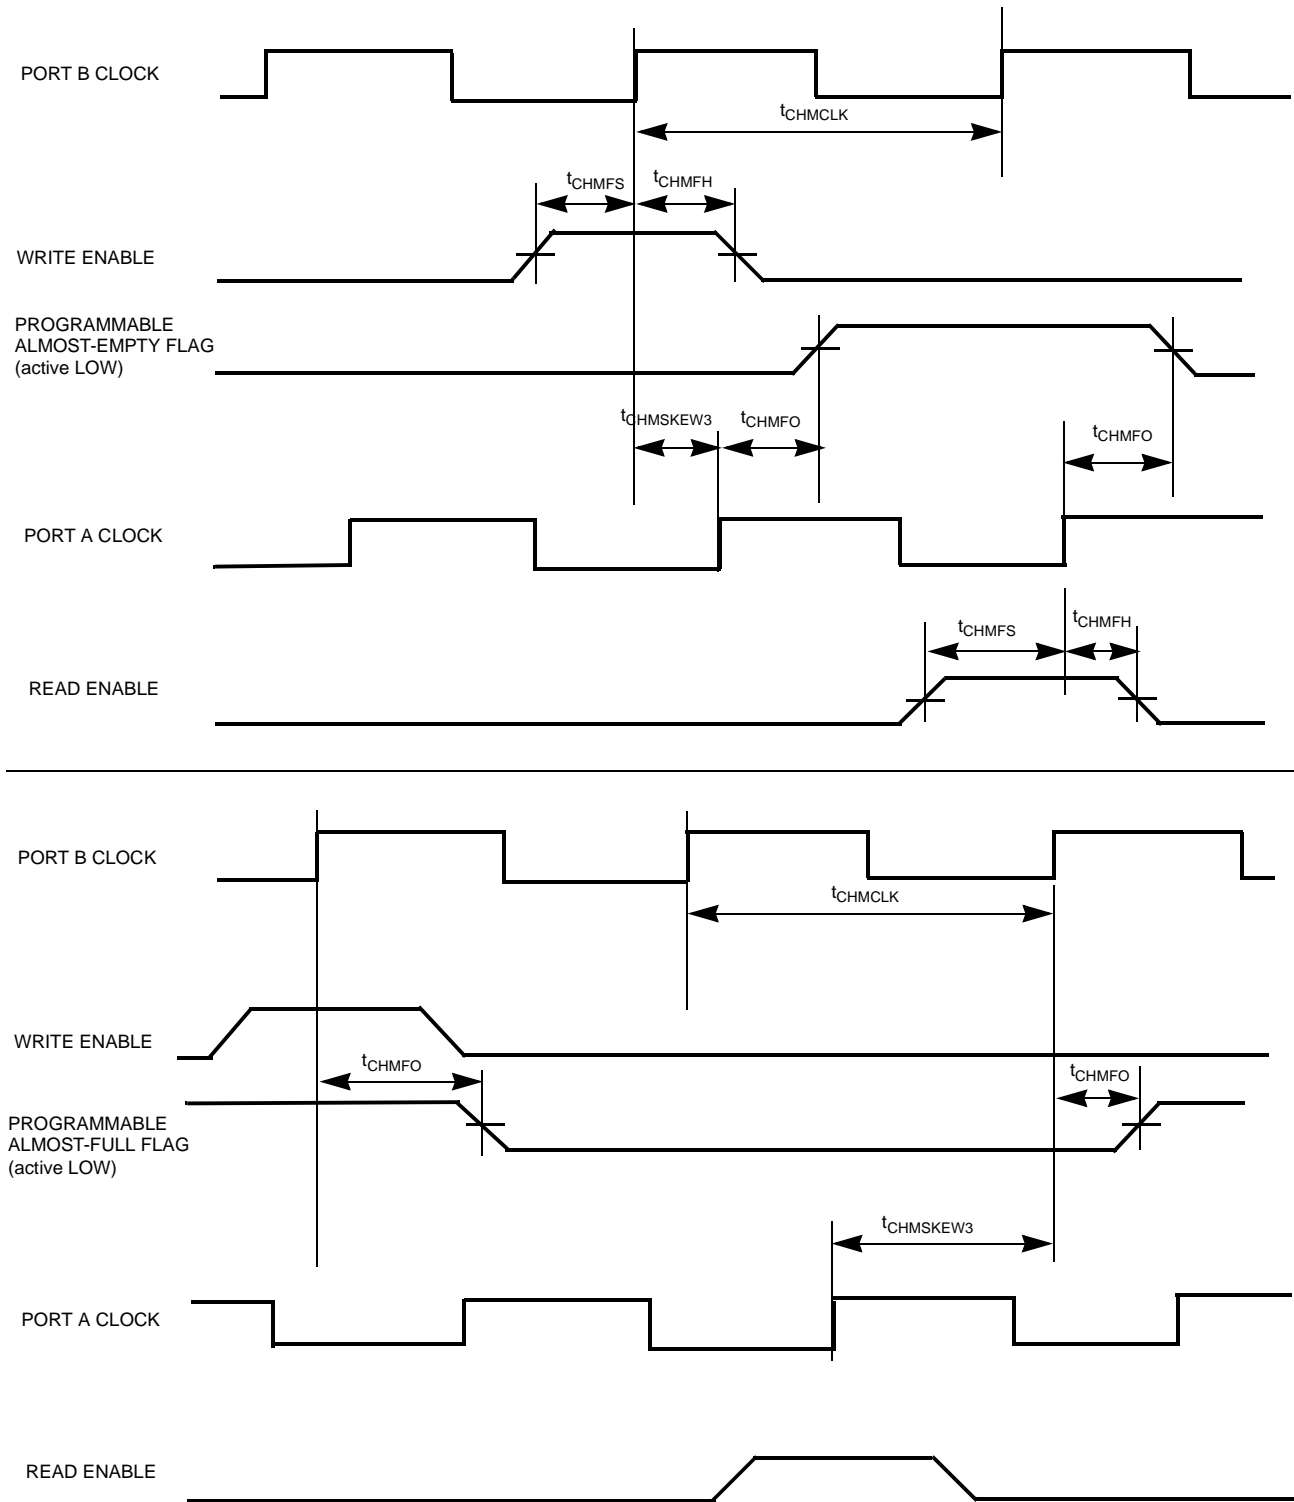 PORT B CLOCK
tCHMCLK
tCHMFS
tCHMFH
WRITE ENABLE
PROGRAMMABLE
ALMOST-EMPTY FLAG
(active LOW)
tCHMSKEW3
tCHMFO
tCHMFO
PORT A CLOCK
tCHMFS
tCHMFH
READ ENABLE
PORT B CLOCK
tCHMCLK
WRITE ENABLE
tCHMFO
tCHMFO
PROGRAMMABLE
ALMOST-FULL FLAG
(active LOW)
tCHMSKEW3
PORT A CLOCK
READ ENABLE